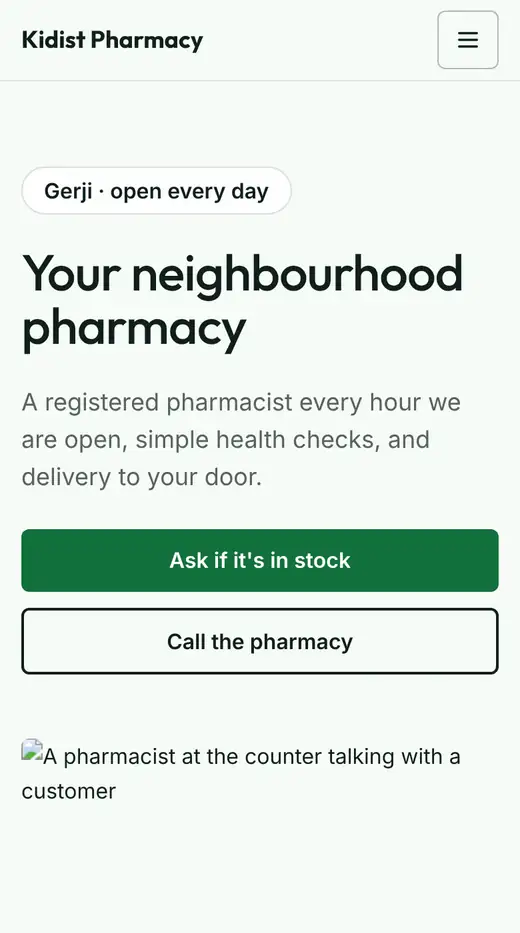 Kidist Pharmacy
Gerji · open every day
Your neighbourhood
pharmacy
A registered pharmacist every hour we
are open, simple health checks, and
delivery to your door.
Ask if it's in stock
Call the pharmacy
A pharmacist at the counter talking with a
customer